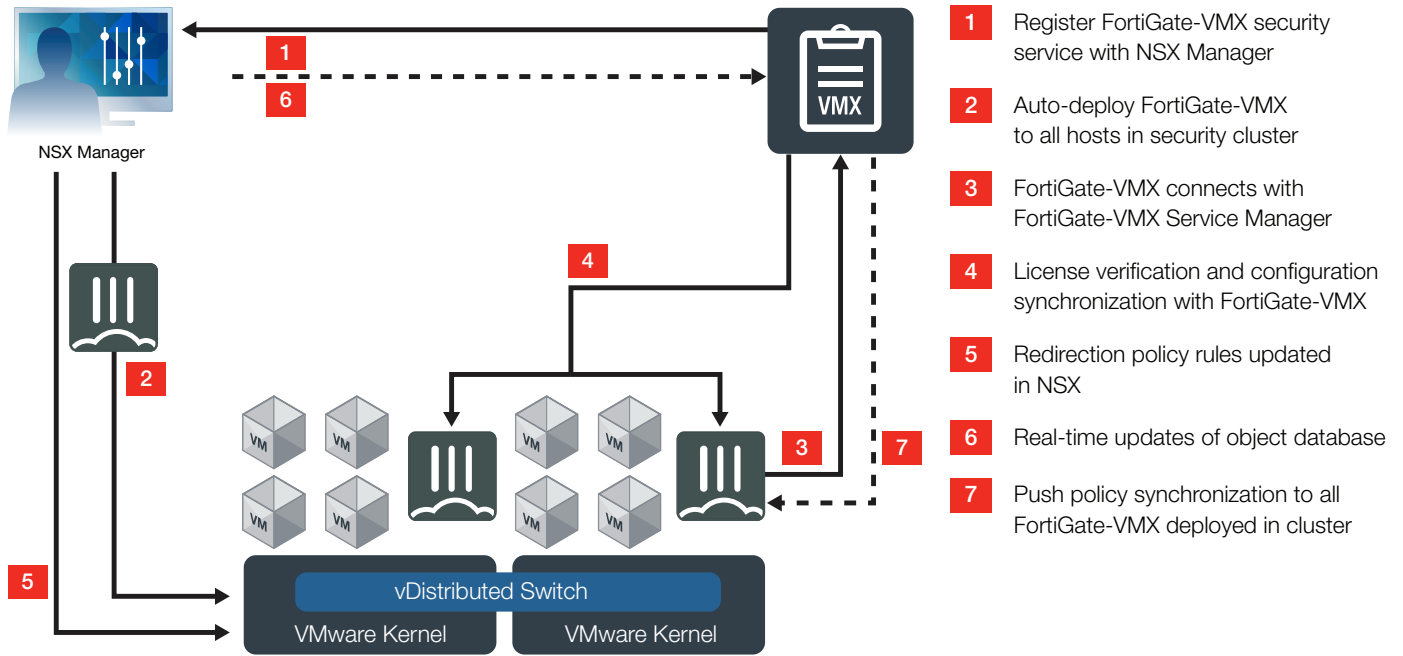 NSX Manager
1
6
VMX
2
5
4
3
7
VM
VM
VM
VM
VM
VM
VM
VM
vDistributed Switch
VMware Kernel
VMware Kernel
1
Register FortiGate-VMX security
service with NSX Manager
2
Auto-deploy FortiGate-VMX
to all hosts in security cluster
3
FortiGate-VMX connects with
FortiGate-VMX Service Manager
4
License verification and configuration
synchronization with FortiGate-VMX
5
Redirection policy rules updated
in NSX
6
Real-time updates of object database
7
Push policy synchronization to all
FortiGate-VMX deployed in cluster